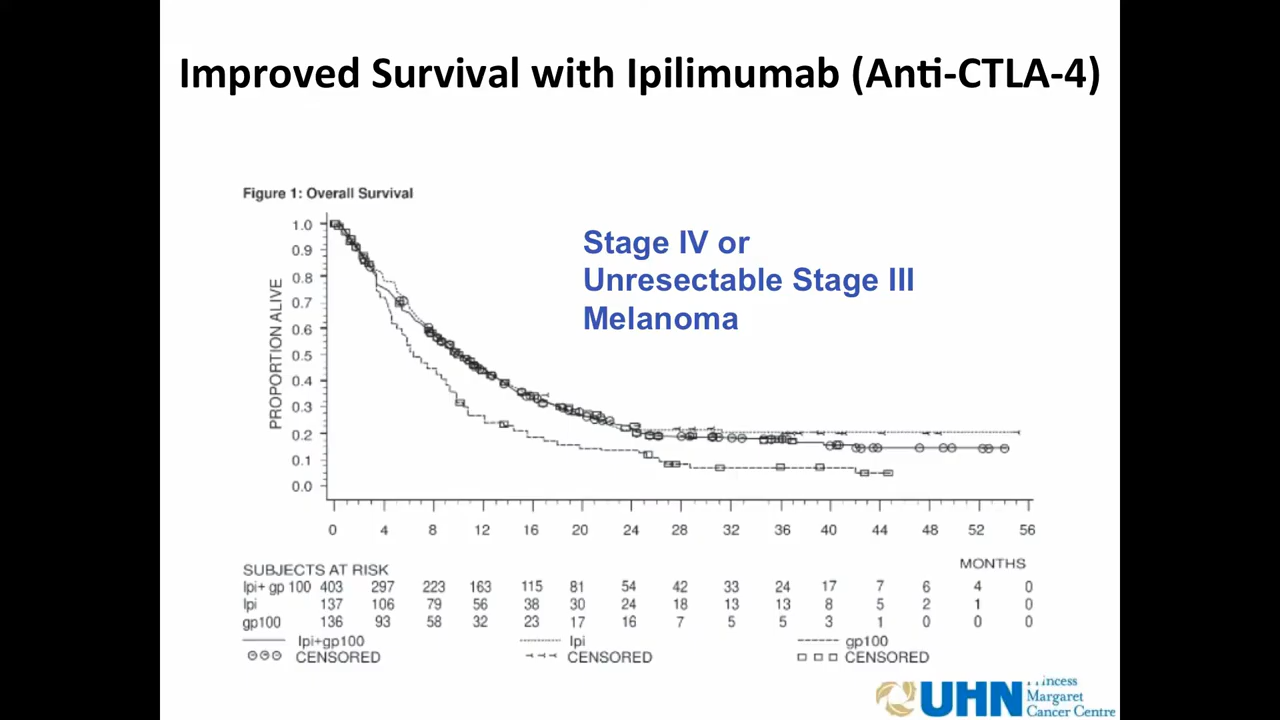 Improved Survival with Ipilimumab (Anti-CTLA-4)
Figure 1: Overall Survival
Stage IV or
Unresectable Stage III
Melanoma
PROPORTION ALIVE
1.0
0.9
0.8
0.7
0.6
0.5
0.4
0.3
0.2
0.1
0.0
0 4 8 12 16 20 24 28 32 36 40 44 48 52 56
MONTHS
SUBJECTS AT RISK
Ipi+ gp 100 403 297 223 163 115 81 54 42 33 24 17 7 6 4 0
Ipi 137 106 79 56 38 30 24 18 13 13 8 5 2 1 0
gp100 136 93 58 32 23 17 16 7 5 5 3 1 0 0 0
Ipi+gp100 Ipi gp100
CENSORED CENSORED CENSORED
UHN
Princess
Margaret
Cancer Centre